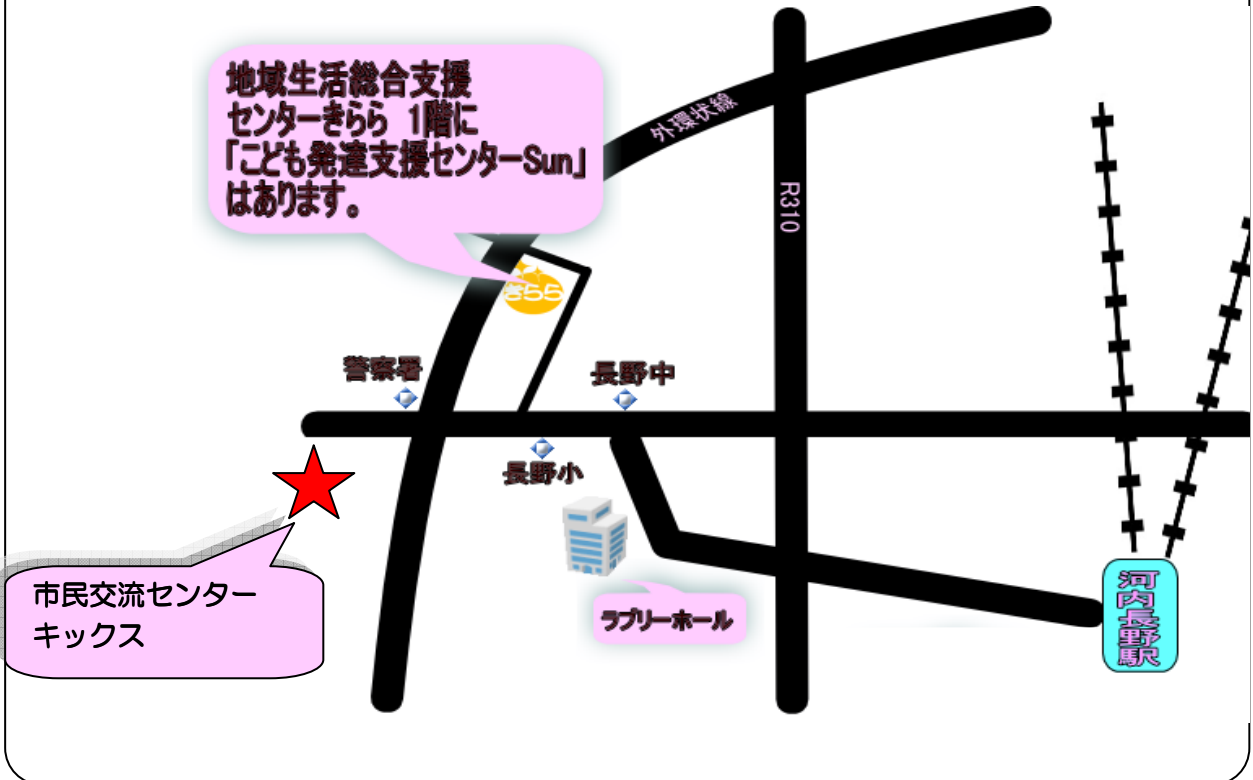 地域生活総合支援
センターきらら 1階に
「こども発達支援センターSun」
はあります。
外環状線
R310
きらら
警察署
長野中
長野小
市民交流センター
キックス
ラブリーホール
河内長野駅